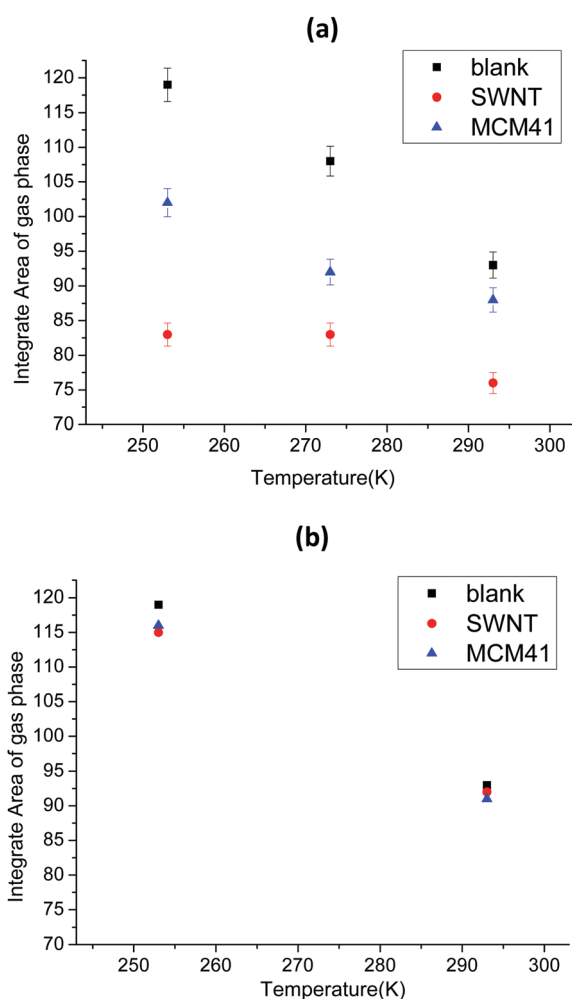 (a)
blank
SWNT
MCM41
120
115
110
105
100
95
90
85
80
75
70
Integrate Area of gas phase
250
260
270
280
290
300
Temperature(K)
(b)
blank
SWNT
MCM41
120
115
110
105
100
95
90
85
80
75
70
Integrate Area of gas phase
250
260
270
280
290
300
Temperature(K)